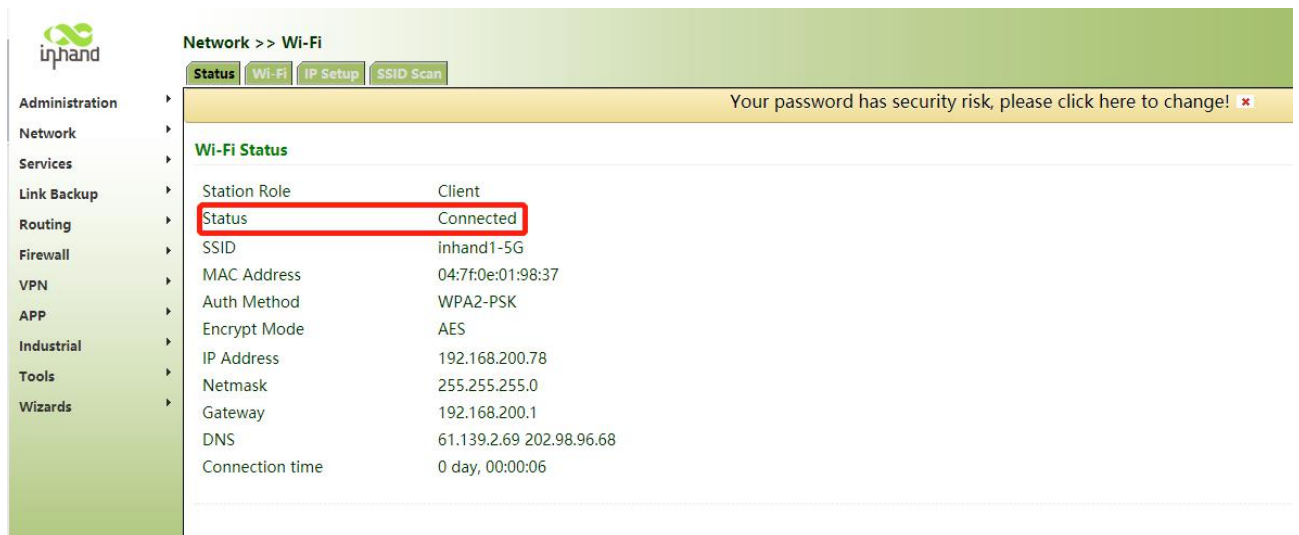 inhand
Network >> Wi-Fi
Status Wi-Fi IP Setup SSID Scan
Your password has security risk, please click here to change!
Administration
Network
Services
Link Backup
Routing
Firewall
VPN
APP
Industrial
Tools
Wizards
Wi-Fi Status
Station Role Client
Status Connected
SSID inhand1-5G
MAC Address 04:7f:0e:01:98:37
Auth Method WPA2-PSK
Encrypt Mode AES
IP Address 192.168.200.78
Netmask 255.255.255.0
Gateway 192.168.200.1
DNS 61.139.2.69 202.98.96.68
Connection time 0 day, 00:00:06